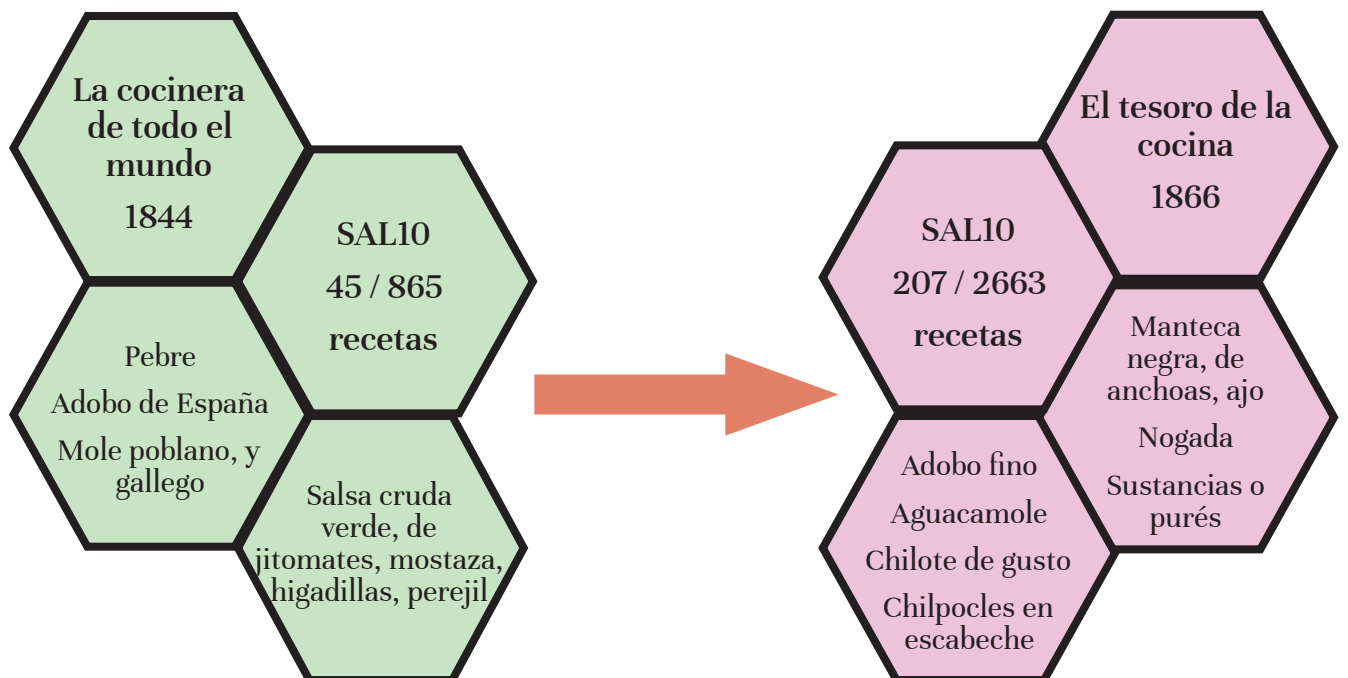 La cocinera
de todo el
mundo
1844
SAL10
45 / 865
recetas
Pebre
Adobo de España
Mole poblano, y
gallego
Salsa cruda
verde, de
jitomates, mostaza,
higadillas, perejil
El tesoro de la
cocina
1866
SAL10
207 / 2663
recetas
Manteca
negra, de
anchoas, ajo
Nogada
Sustancias o
purés
Adobo fino
Aguacamole
Chilote de gusto
Chilpocles en
escabeche